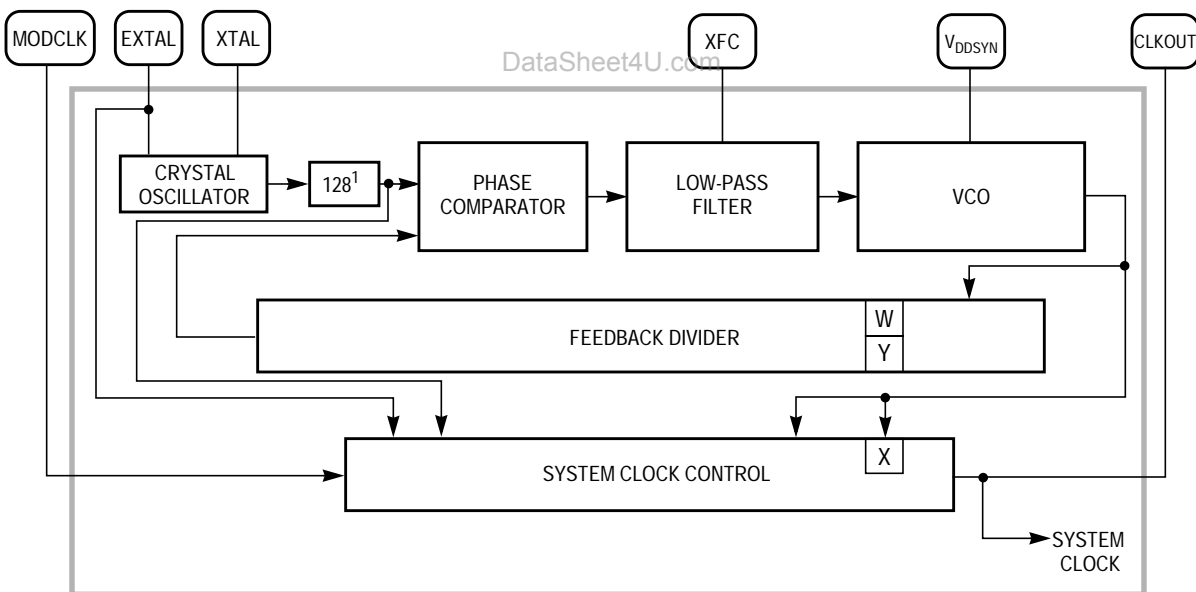 MODCLK
EXTAL
XTAL
XFC
VDDSYN
CLKOUT
DataSheet4U.com
CRYSTAL
OSCILLATOR
128¹
PHASE
COMPARATOR
LOW-PASS
FILTER
VCO
FEEDBACK DIVIDER
W
Y
SYSTEM CLOCK CONTROL
X
SYSTEM
CLOCK